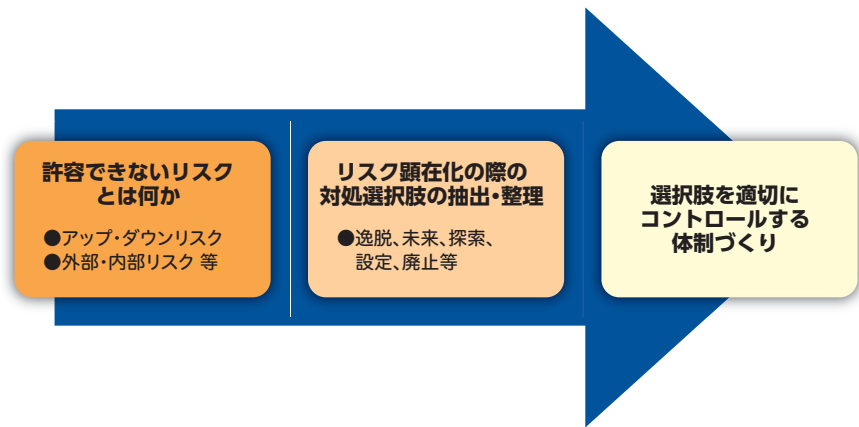 許容できないリスク
とは何か
●アップ・ダウンリスク
●外部・内部リスク 等
リスク顕在化の際の
対処選択肢の抽出・整理
●逸脱、未来、探索、
設定、廃止等
選択肢を適切に
コントロールする
体制づくり